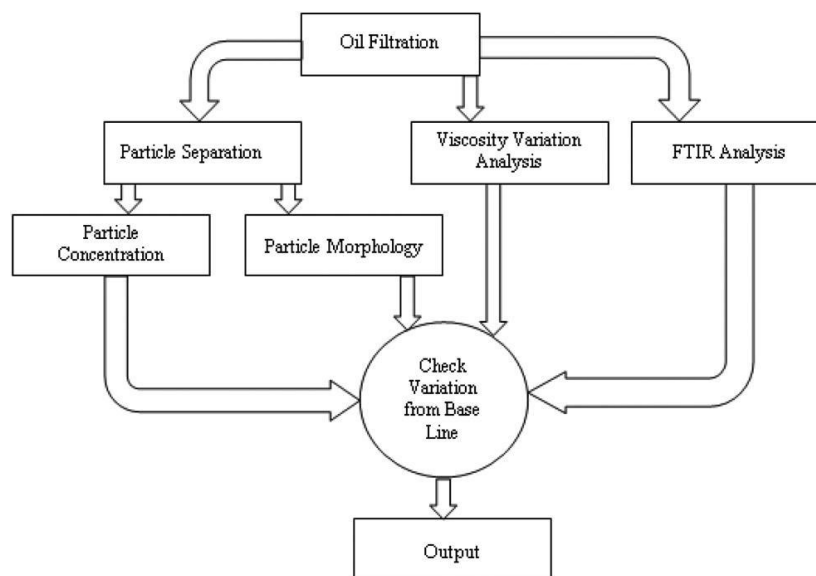 Oil Filtration
Particle Separation
Viscosity Variation
Analysis
FTIR Analysis
Particle
Concentration
Particle Morphology
Check
Variation
from Base
Line
Output